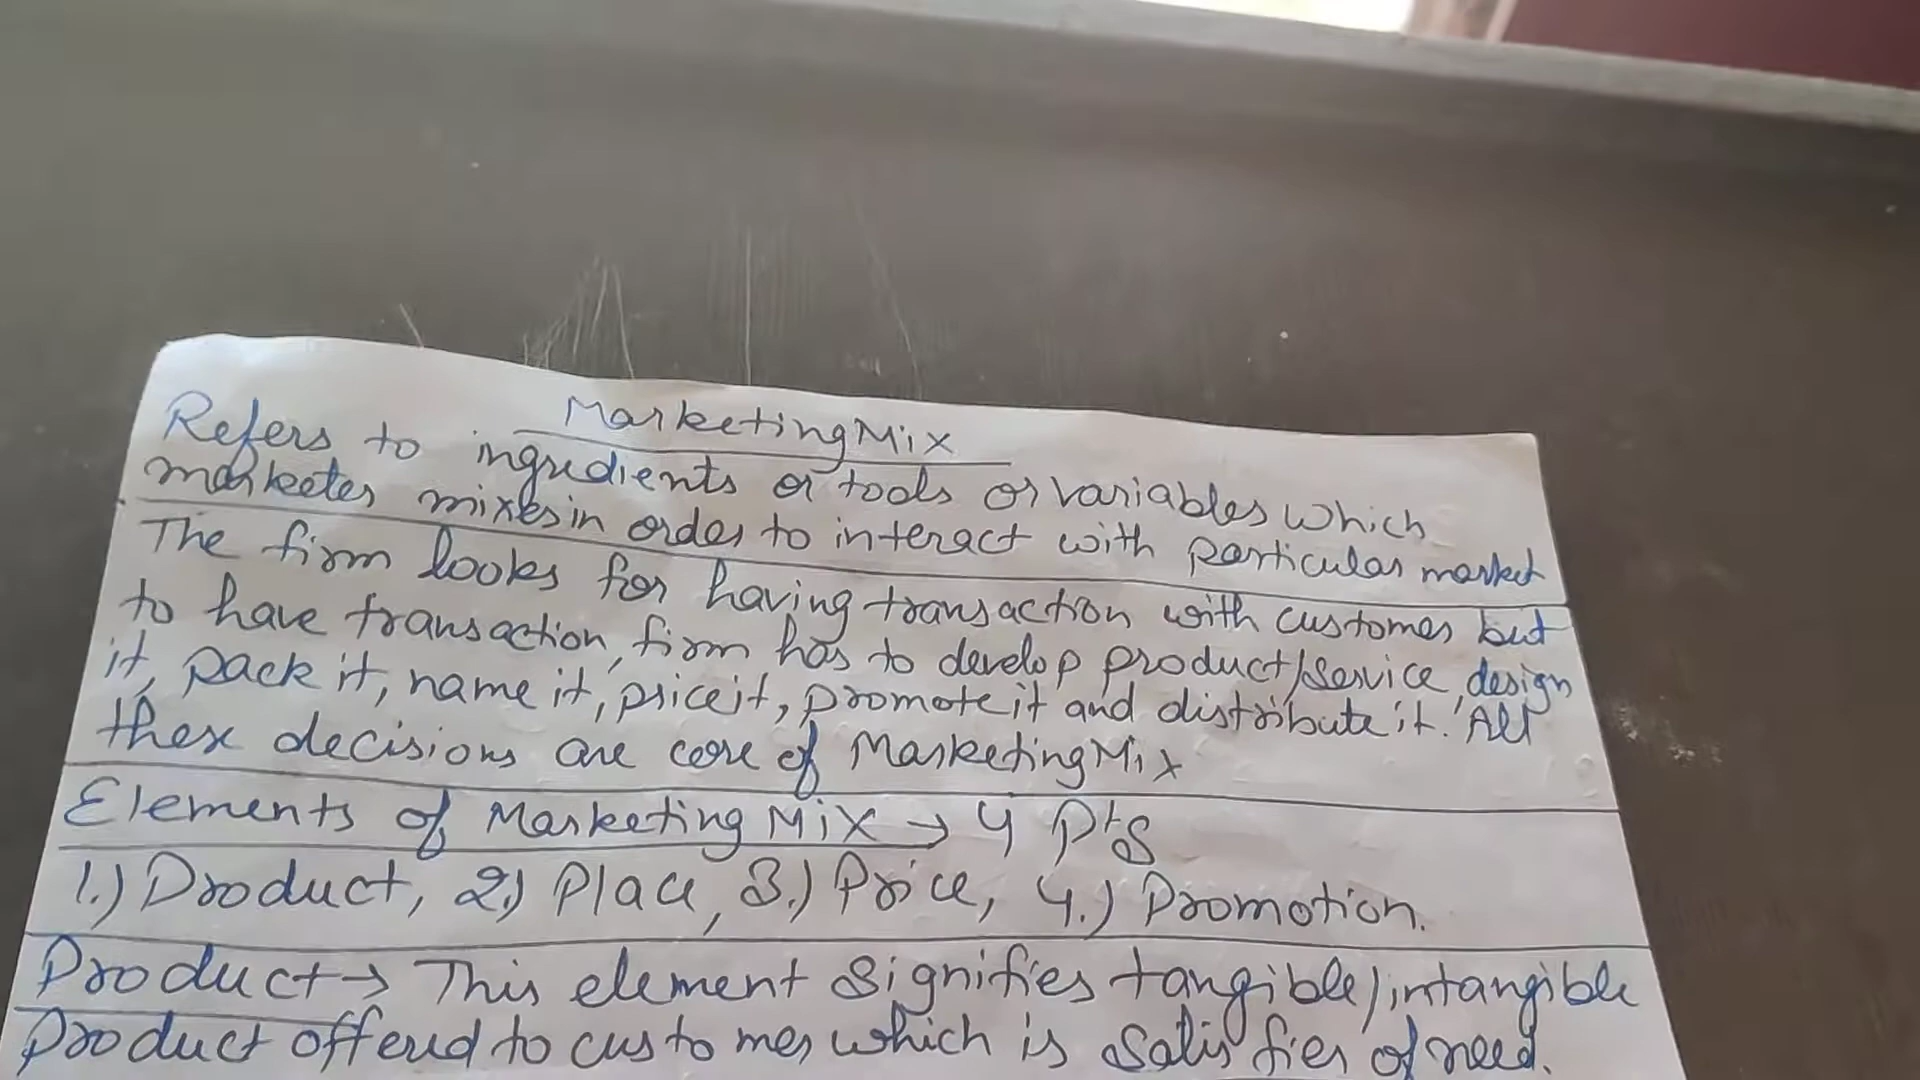 Marketing Mix
Refers to ingredients or tools or variables which
marketer mixes in order to interact with particular market
The firm looks for having transaction with customer but
to have transaction, firm has to develop product/service, design
it, pack it, name it, price it, promote it and distribute it. All
these decisions are core of Marketing Mix
Elements of Marketing Mix → 4 P's
1.) Product, 2.) Place, 3.) Price, 4.) Promotion.
Product → This element signifies tangible/intangible
Product offered to customer which is satisfies of need.